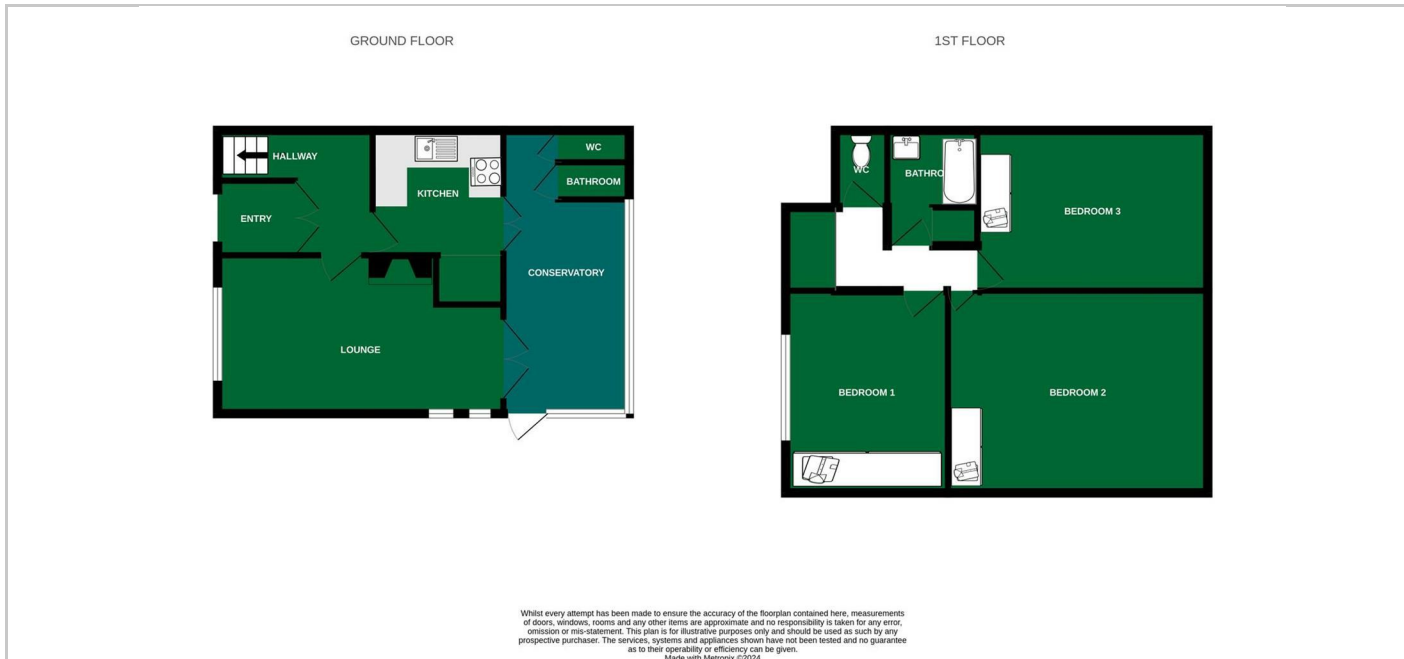 GROUND FLOOR
1ST FLOOR
HALLWAY
WC
KITCHEN
BATHROOM
ENTRY
CONSERVATORY
LOUNGE
WC
BATHRO
BEDROOM 3
BEDROOM 1
BEDROOM 2
Whilst every attempt has been made to ensure the accuracy of the floorplan contained here, measurements
of doors, windows, rooms and any other items are approximate and no responsibility is taken for any error,
omission or mis-statement. This plan is for illustrative purposes only and should be used as such by any
prospective purchaser. The services, systems and appliances shown have not been tested and no guarantee
as to their operability or efficiency can be given.
Made with Metropix ©2024